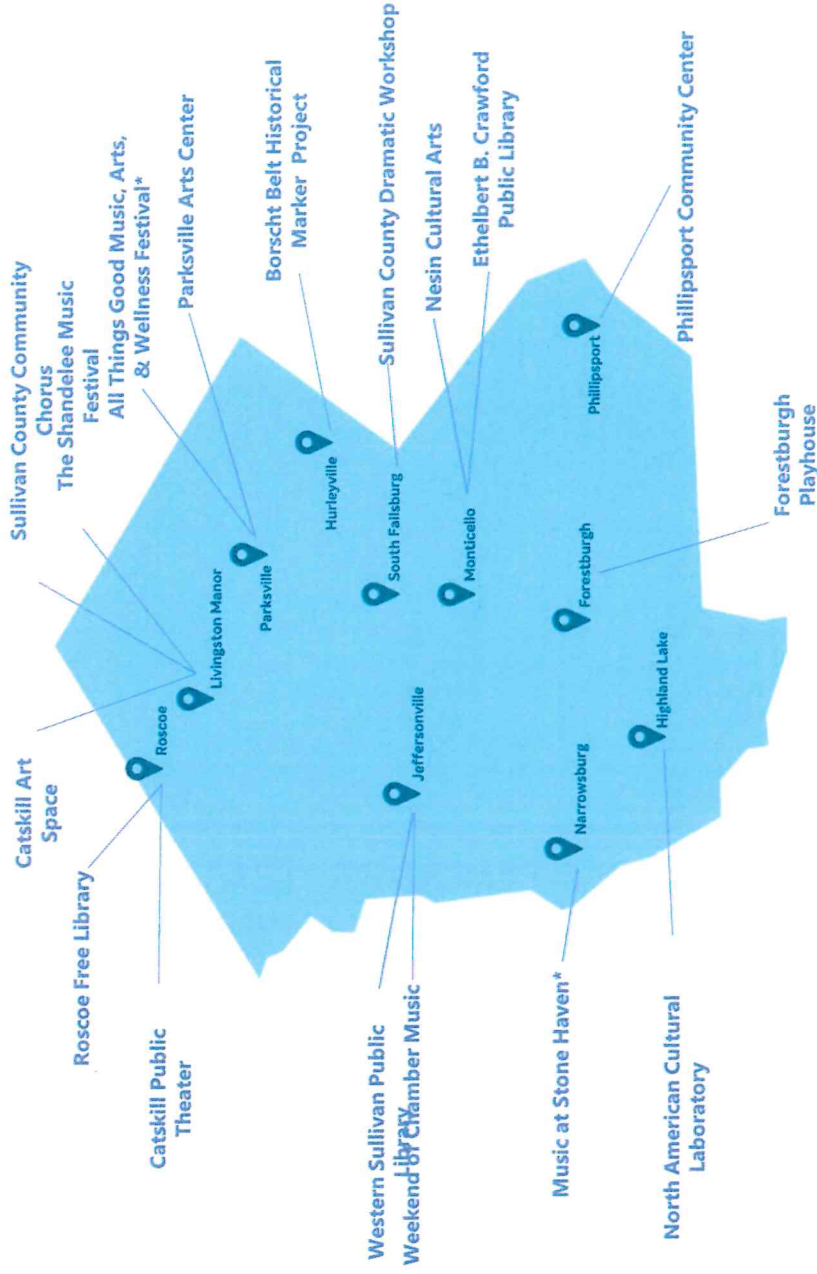 Sullivan County Community
Chorus
The Shandelee Music
Festival
All Things Good Music, Arts,
& Wellness Festival*
Parksville Arts Center
Catskill Art
Space
Roscoe Free Library
Catskill Public
Theater
Borscht Belt Historical
Marker Project
Sullivan County Dramatic Workshop
Nesin Cultural Arts
Ethelbert B. Crawford
Public Library
Western Sullivan Public
Library
Weekend of Chamber Music
Music at Stone Haven*
North American Cultural
Laboratory
Forestburgh
Playhouse
Phillipsport Community Center
Roscoe
Livingston Manor
Parksville
Hurleyville
South Fallsburg
Jeffersonville
Monticello
Narrowsburg
Forestburgh
Phillipsport
Highland Lake